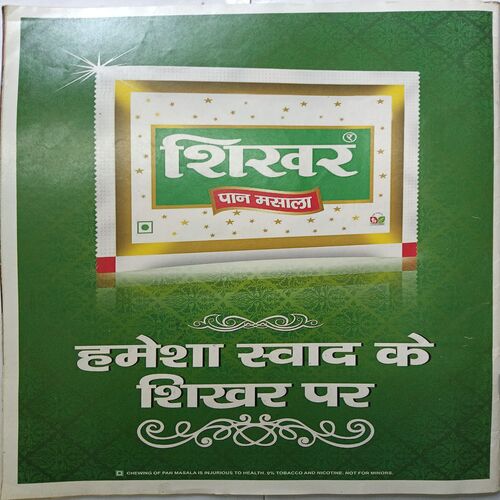 शिखर
पान मसाला
हमेशा स्वाद के
शिखर पर
CHEWING OF PAN MASALA IS INJURIOUS TO HEALTH. 0% TOBACCO AND NICOTINE. NOT FOR MINORS.